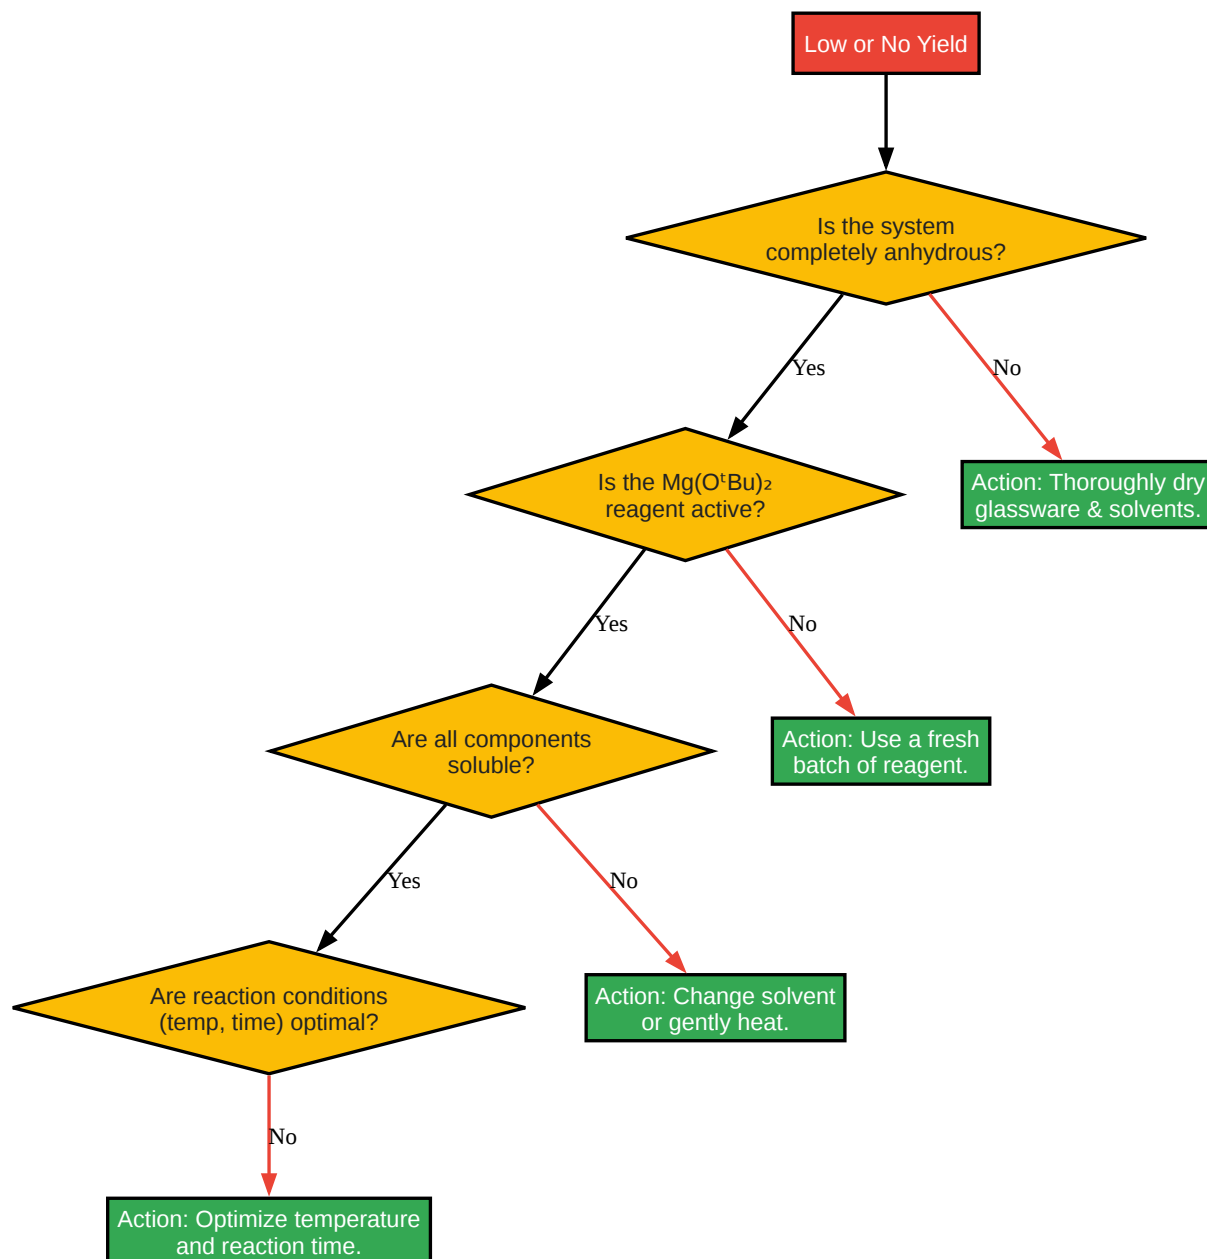 Low or No Yield
Is the system
completely anhydrous?
Yes
No
Is the Mg(OᵗBu)₂
reagent active?
Action: Thoroughly dry
glassware & solvents.
Yes
No
Are all components
soluble?
Action: Use a fresh
batch of reagent.
Yes
No
Are reaction conditions
(temp, time) optimal?
Action: Change solvent
or gently heat.
No
Action: Optimize temperature
and reaction time.